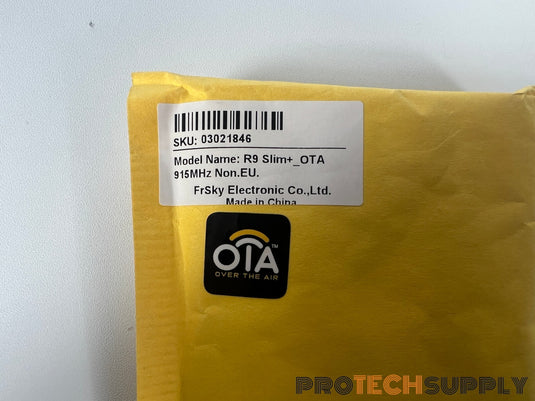 SKU: 03021846
Model Name: R9 Slim+_OTA
915MHz Non.EU.
FrSky Electronic Co.,Ltd.
Made in China
OTA™
OVER THE AIR
PROTECHSUPPLY